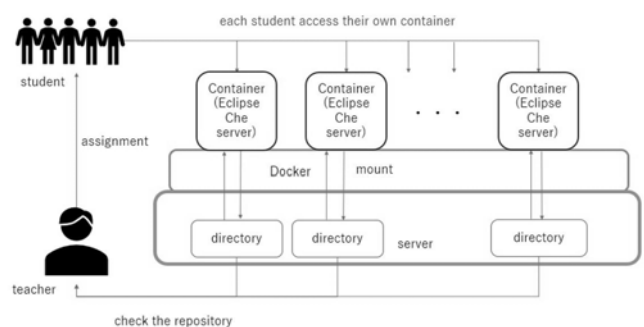 each student access their own container
student
Container
(Eclipse
Che
server)
Container
(Eclipse
Che
server)
. . .
Container
(Eclipse
Che
server)
assignment
Docker
mount
directory
directory
server
directory
teacher
check the repository